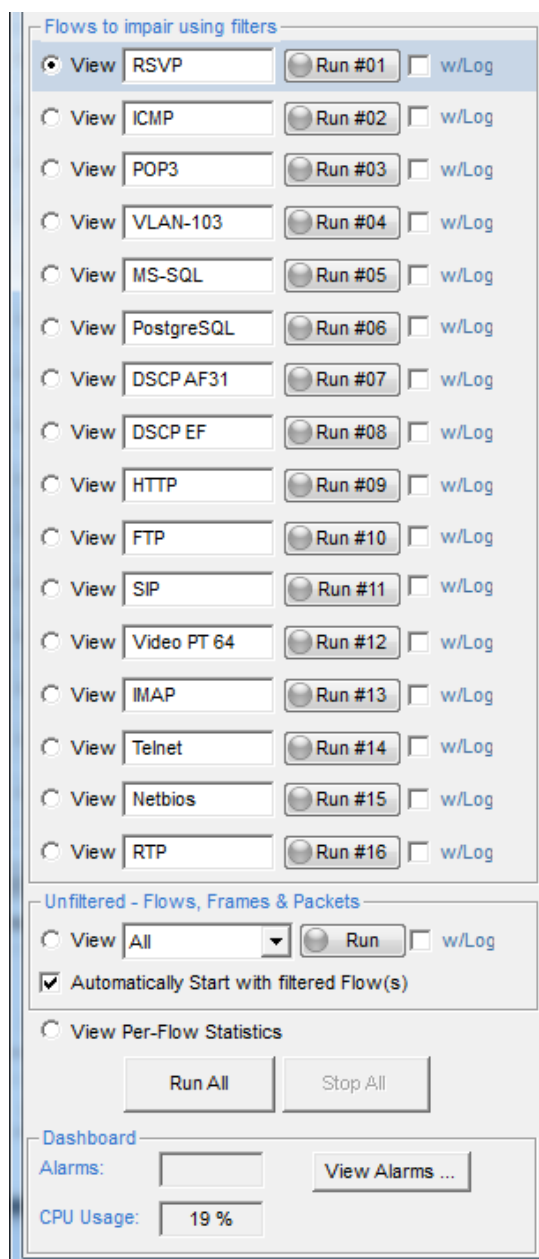 Flows to impair using filters
View RSVP Run #01 w/Log
View ICMP Run #02 w/Log
View POP3 Run #03 w/Log
View VLAN-103 Run #04 w/Log
View MS-SQL Run #05 w/Log
View PostgreSQL Run #06 w/Log
View DSCP AF31 Run #07 w/Log
View DSCP EF Run #08 w/Log
View HTTP Run #09 w/Log
View FTP Run #10 w/Log
View SIP Run #11 w/Log
View Video PT 64 Run #12 w/Log
View IMAP Run #13 w/Log
View Telnet Run #14 w/Log
View Netbios Run #15 w/Log
View RTP Run #16 w/Log
Unfiltered - Flows, Frames & Packets
View All Run w/Log
Automatically Start with filtered Flow(s)
View Per-Flow Statistics
Run All Stop All
Dashboard
Alarms: View Alarms ...
CPU Usage: 19 %